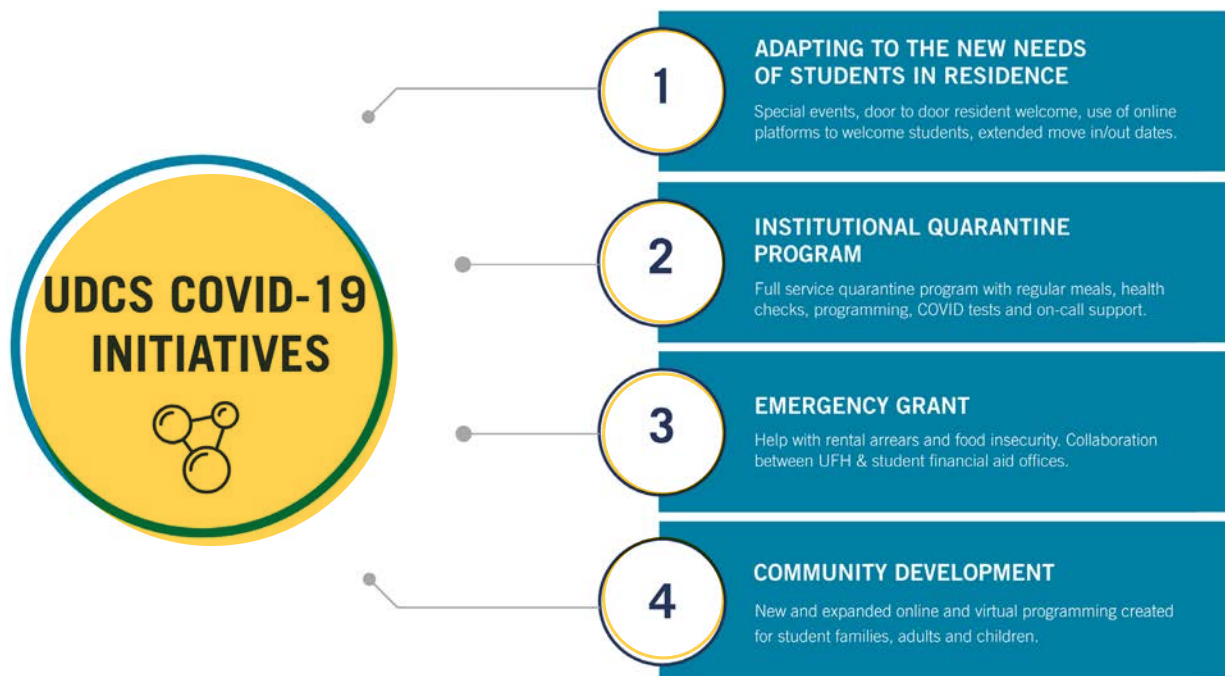 UDCS COVID-19
INITIATIVES
1
ADAPTING TO THE NEW NEEDS
OF STUDENTS IN RESIDENCE
Special events, door to door resident welcome, use of online
platforms to welcome students, extended move in/out dates.
2
INSTITUTIONAL QUARANTINE
PROGRAM
Full service quarantine program with regular meals, health
checks, programming, COVID tests and on-call support.
3
EMERGENCY GRANT
Help with rental arrears and food insecurity. Collaboration
between UFH & student financial aid offices.
4
COMMUNITY DEVELOPMENT
New and expanded online and virtual programming created
for student families, adults and children.